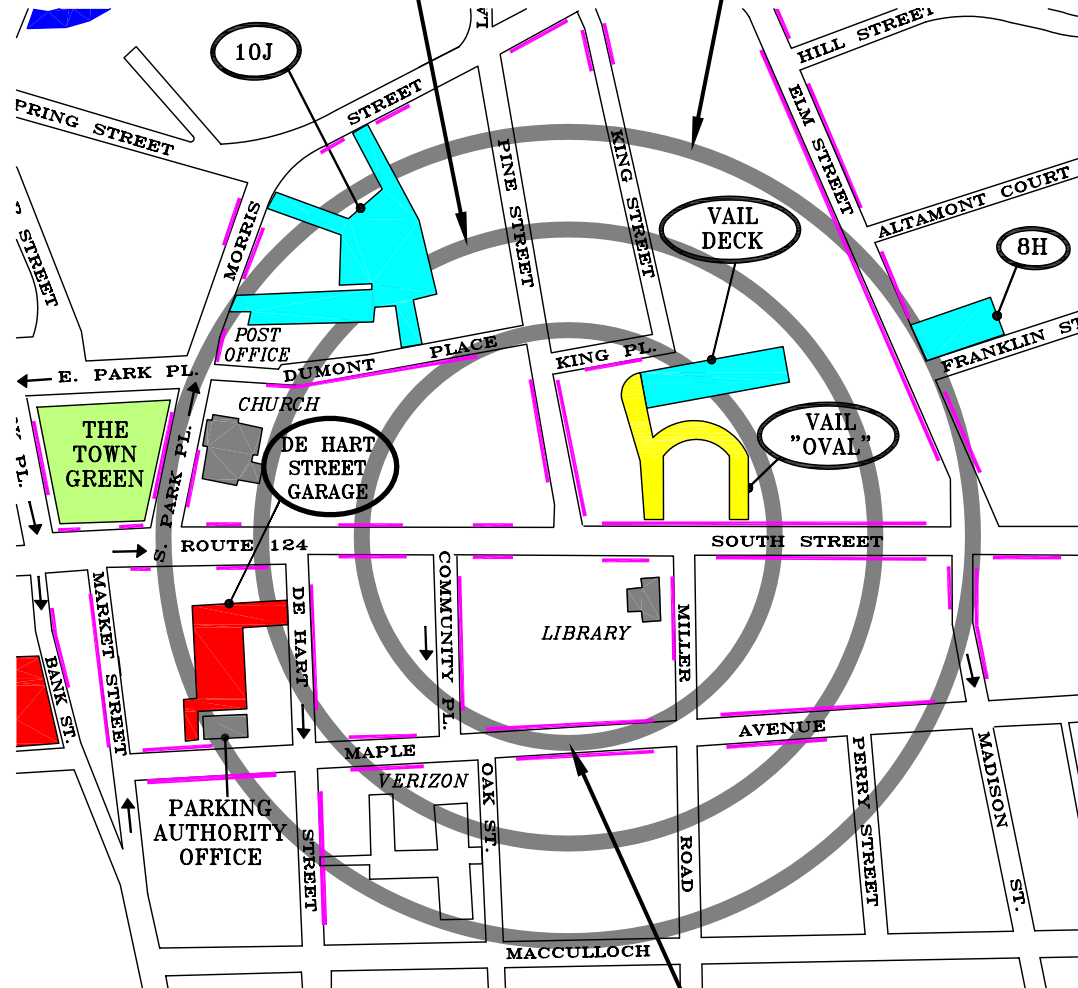 10J
HILL STREET
STREET
PRING STREET
ELM STREET
PINE STREET
KING STREET
ALTAMONT COURT
VAIL
DECK
8H
STREET
MORRIS
POST
OFFICE
FRANKLIN ST
DUMONT PLACE
KING PL.
E. PARK PL.
CHURCH
THE
TOWN
GREEN
DE HART
STREET
GARAGE
VAIL
"OVAL"
PL.
S. PARK PL.
ROUTE 124
SOUTH STREET
MARKET STREET
DE HART
COMMUNITY PL.
LIBRARY
MILLER
BANK ST.
MAPLE
AVENUE
VERIZON
OAK ST.
PERRY STREET
MADISON
ST.
PARKING
AUTHORITY
OFFICE
STREET
ROAD
MACCULLOCH